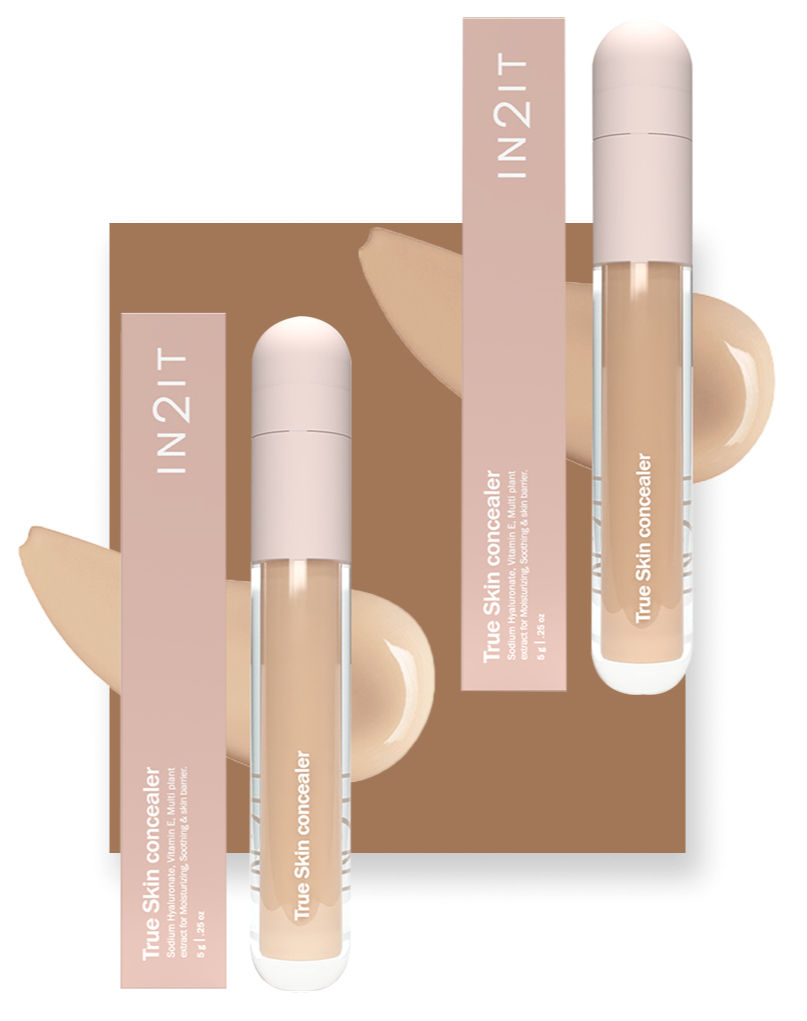 IN2IT
True Skin concealer
Sodium Hyaluronate, Vitamin E, Multi plant
extract for Moisturizing, Soothing & skin barrier.
5 g | .25 oz
True Skin concealer
IN2IT
True Skin concealer
Sodium Hyaluronate, Vitamin E, Multi plant
extract for Moisturizing, Soothing & skin barrier.
5 g | .25 oz
True Skin concealer